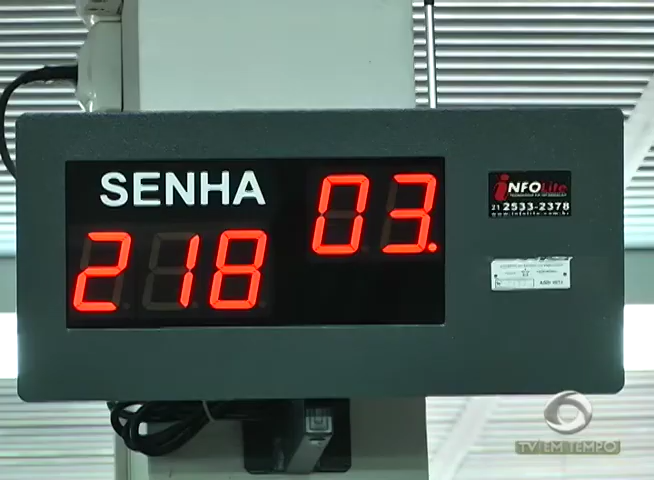 SENHA
03.
218
INFOLite
21 2533-2378
www.infolite.com.br
TV EM TEMPO